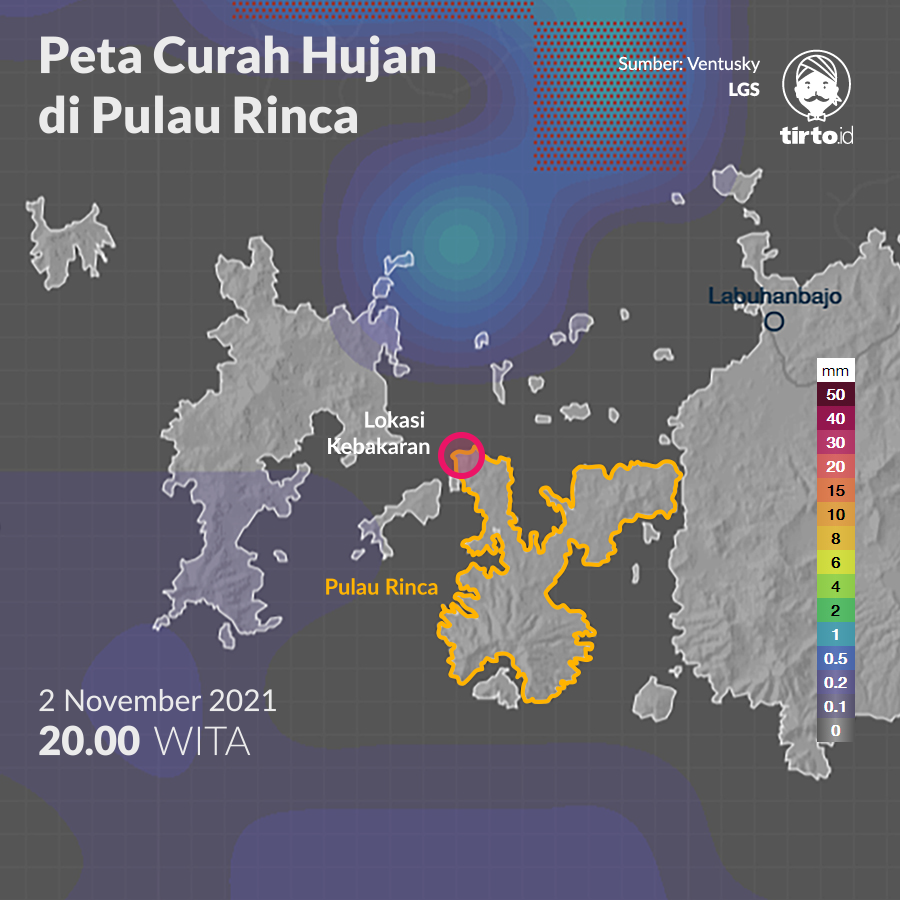 Peta Curah Hujan
di Pulau Rinca
Sumber: Ventusky
LGS
tirto.id
Labuhanbajo
mm
50
40
30
20
15
10
8
6
4
2
1
0.5
0.2
0.1
0
Lokasi
Kebakaran
Pulau Rinca
2 November 2021
20.00 WITA